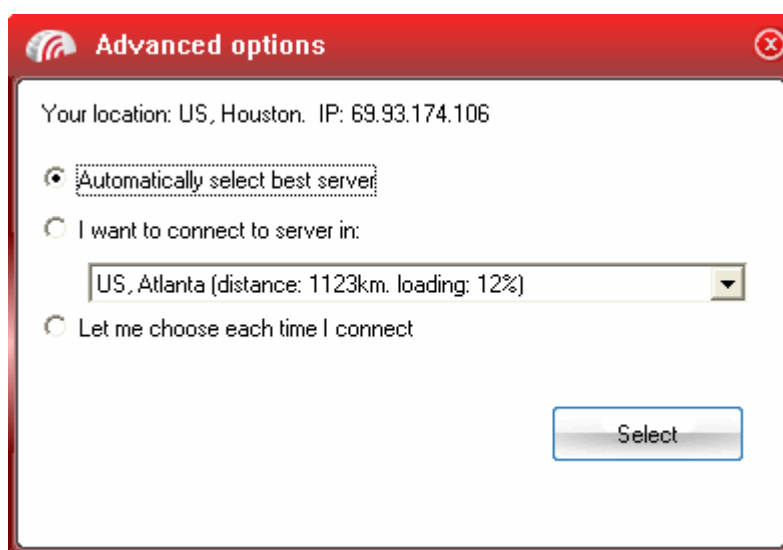 Advanced options
Your location: US, Houston.  IP: 69.93.174.106
Automatically select best server
I want to connect to server in:
US, Atlanta (distance: 1123km. loading: 12%)
Let me choose each time I connect
Select